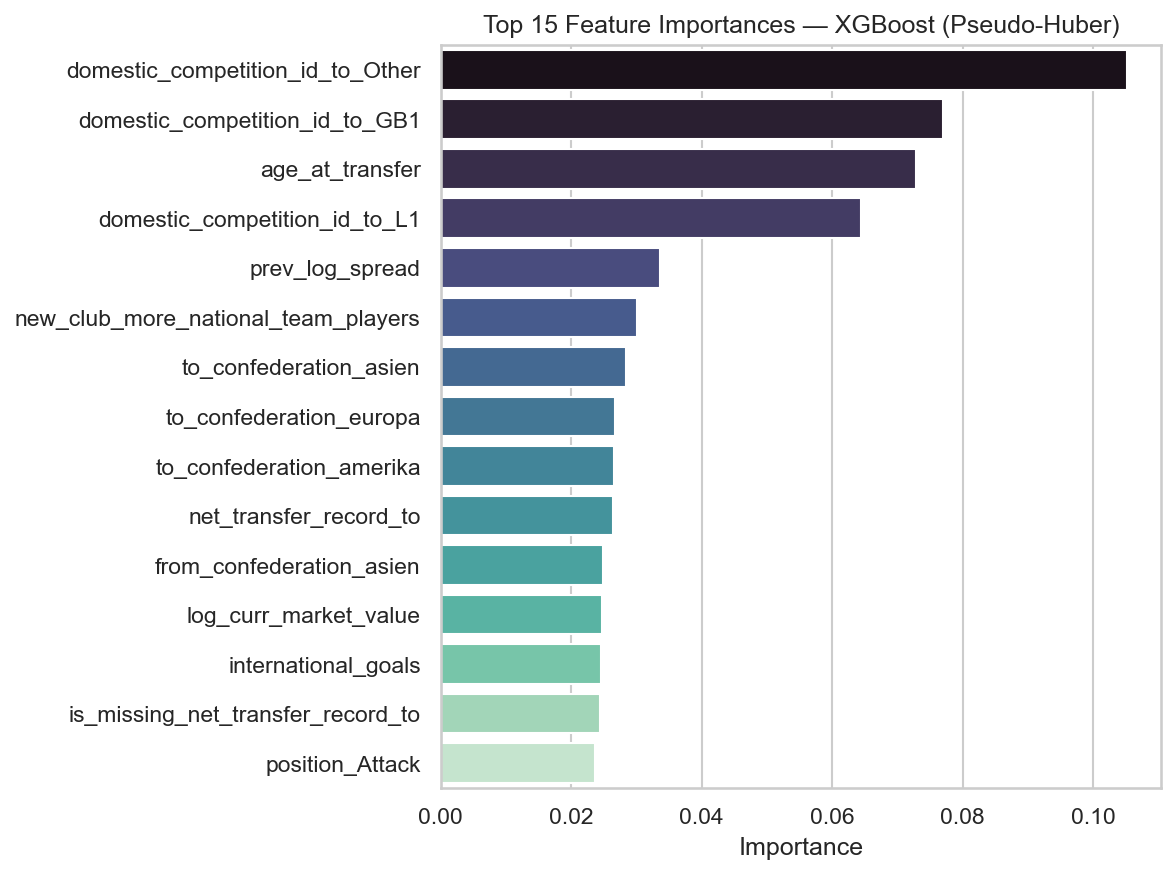 Top 15 Feature Importances — XGBoost (Pseudo-Huber)
domestic_competition_id_to_Other
domestic_competition_id_to_GB1
age_at_transfer
domestic_competition_id_to_L1
prev_log_spread
new_club_more_national_team_players
to_confederation_asien
to_confederation_europa
to_confederation_amerika
net_transfer_record_to
from_confederation_asien
log_curr_market_value
international_goals
is_missing_net_transfer_record_to
position_Attack
0.00 0.02 0.04 0.06 0.08 0.10
Importance